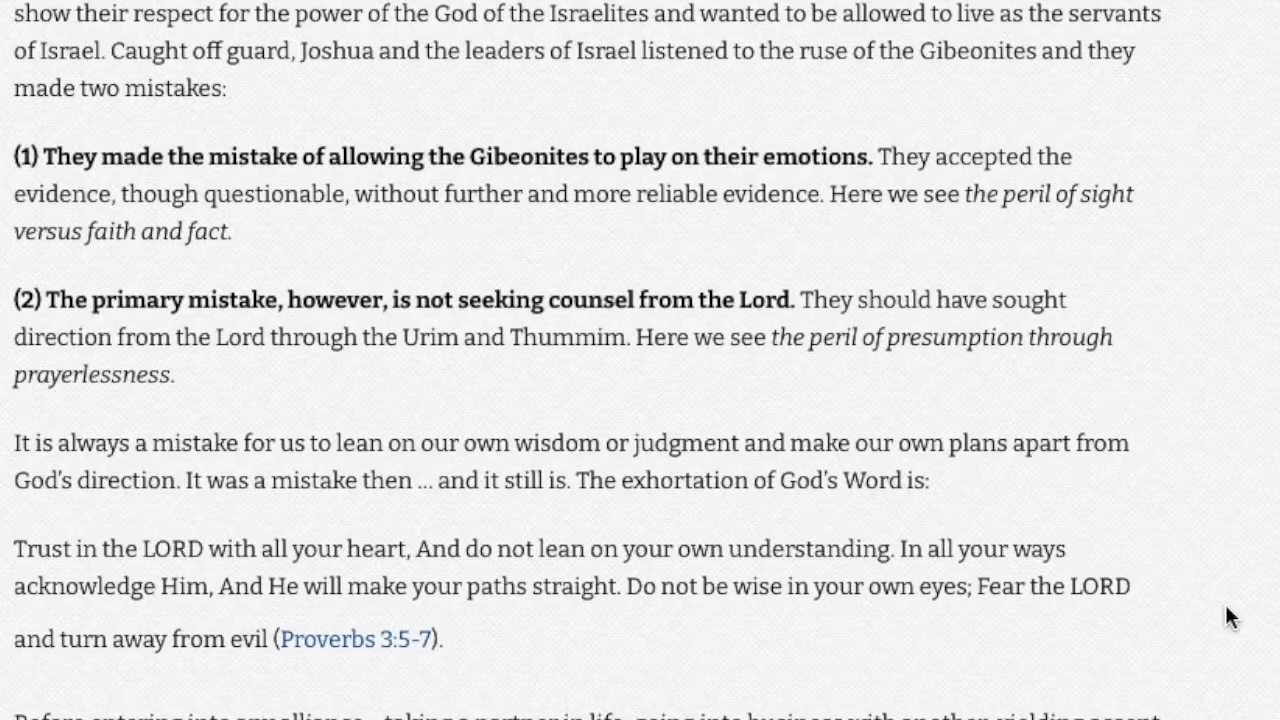 show their respect for the power of the God of the Israelites and wanted to be allowed to live as the servants
of Israel. Caught off guard, Joshua and the leaders of Israel listened to the ruse of the Gibeonites and they
made two mistakes:
(1) They made the mistake of allowing the Gibeonites to play on their emotions. They accepted the
evidence, though questionable, without further and more reliable evidence. Here we see the peril of sight
versus faith and fact.
(2) The primary mistake, however, is not seeking counsel from the Lord. They should have sought
direction from the Lord through the Urim and Thummim. Here we see the peril of presumption through
prayerlessness.
It is always a mistake for us to lean on our own wisdom or judgment and make our own plans apart from
God's direction. It was a mistake then ... and it still is. The exhortation of God's Word is:
Trust in the LORD with all your heart, And do not lean on your own understanding. In all your ways
acknowledge Him, And He will make your paths straight. Do not be wise in your own eyes; Fear the LORD
and turn away from evil (Proverbs 3:5-7).